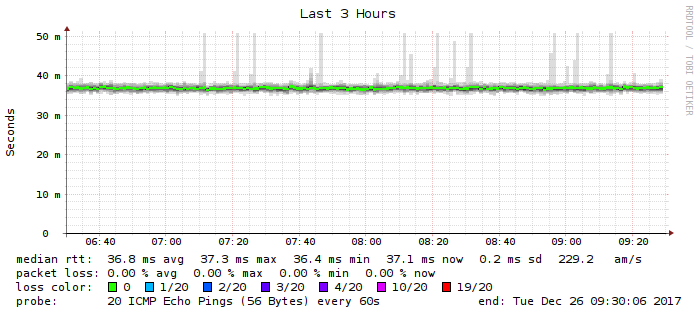 Last 3 Hours
RRDTOOL / TOBI OETIKER
Seconds
50 m
40 m
30 m
20 m
10 m
0
06:40 07:00 07:20 07:40 08:00 08:20 08:40 09:00 09:20
median rtt: 36.8 ms avg 37.3 ms max 36.4 ms min 37.1 ms now 0.2 ms sd 229.2 am/s
packet loss: 0.00 % avg 0.00 % max 0.00 % min 0.00 % now
loss color: 0 1/20 2/20 3/20 4/20 10/20 19/20
probe: 20 ICMP Echo Pings (56 Bytes) every 60s end: Tue Dec 26 09:30:06 2017